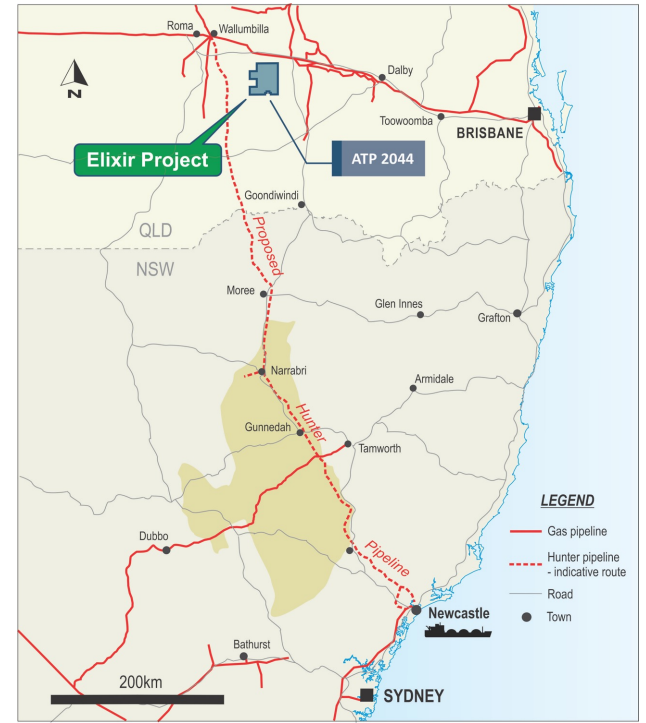 Roma
Wallumbilla
Dalby
N
Toowoomba
BRISBANE
Elixir Project
ATP 2044
Goondiwindi
QLD
NSW
Proposed
Moree
Glen Innes
Grafton
Narrabri
Armidale
Hunter
Gunnedah
Tamworth
LEGEND
Gas pipeline
Hunter pipeline
- indicative route
Road
Town
Dubbo
Pipeline
Newcastle
Bathurst
200km
SYDNEY